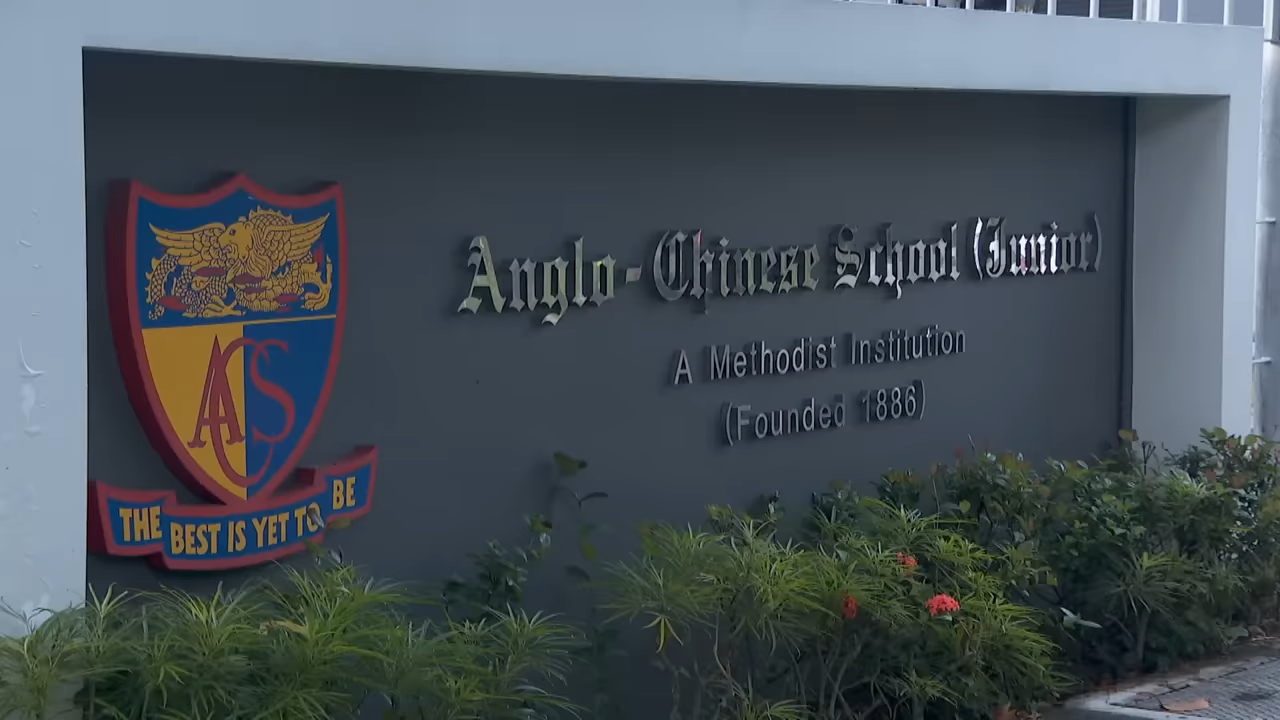 ACS
THE BEST IS YET TO BE
Anglo-Chinese School (Junior)
A Methodist Institution
(Founded 1886)